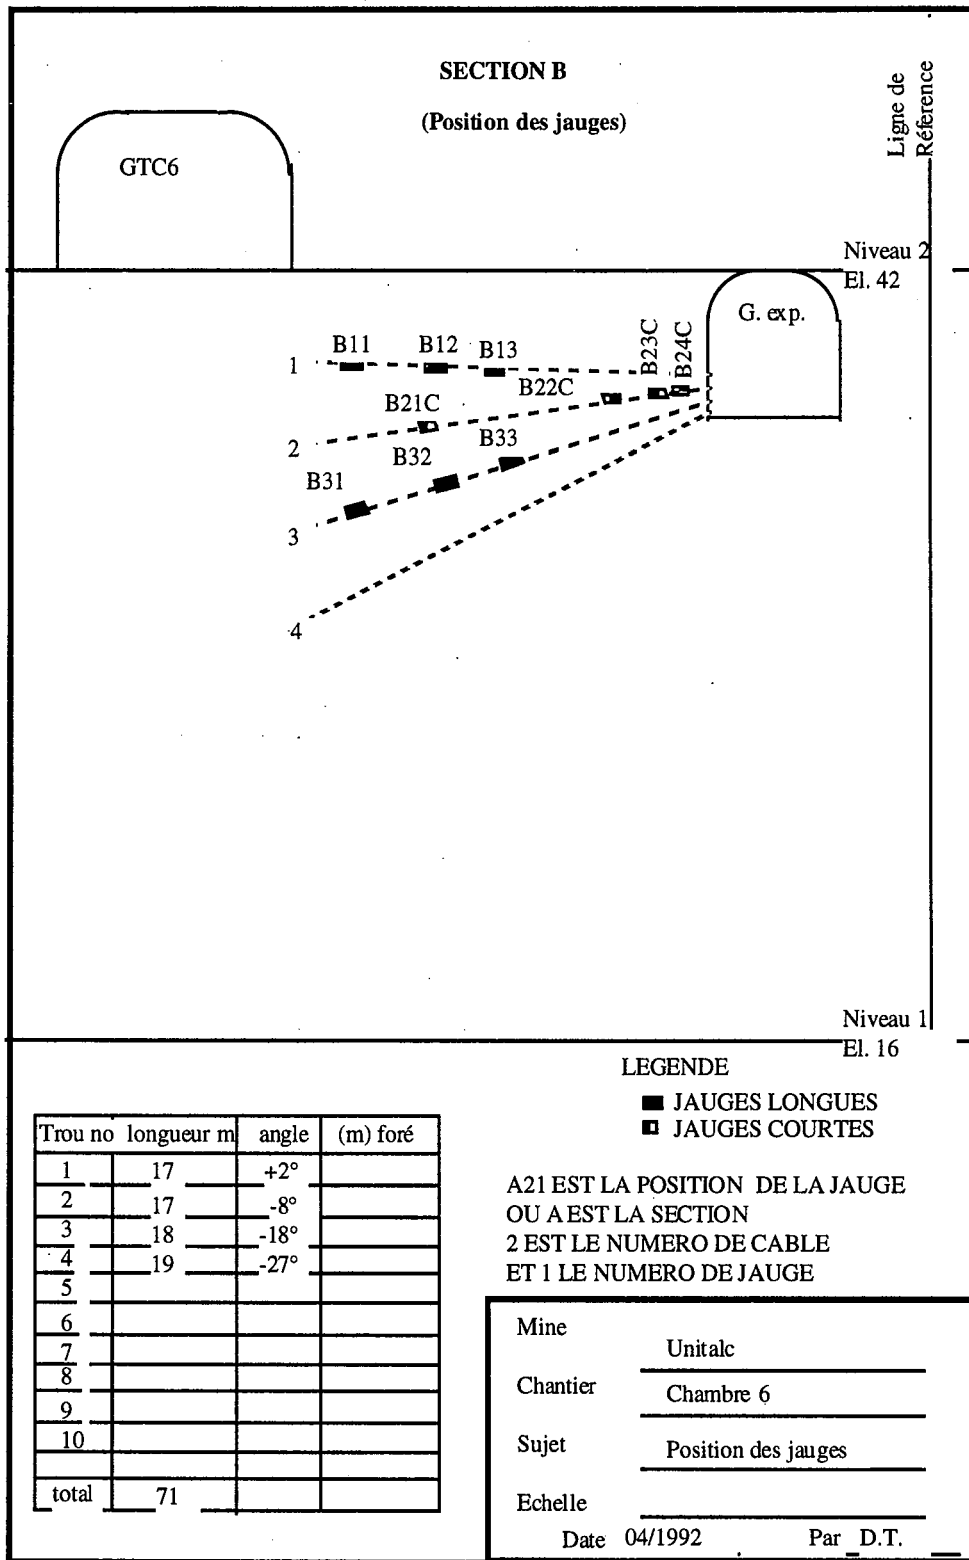 SECTION B
(Position des jauges)
Ligne de
Réference
GTC6
Niveau 2
El. 42
G. exp.
B11
B12
B13
B23C
B24C
1
B22C
B21C
2
B33
B32
B31
3
4
Niveau 1
El. 16
LEGENDE
JAUGES LONGUES
JAUGES COURTES
Trou no longueur m angle (m) foré
1 17 +2°
2 17 -8°
3 18 -18°
4 19 -27°
5
6
7
8
9
10
total 71
A21 EST LA POSITION DE LA JAUGE
OU A EST LA SECTION
2 EST LE NUMERO DE CABLE
ET 1 LE NUMERO DE JAUGE
Mine Unitalc
Chantier Chambre 6
Sujet Position des jauges
Echelle
Date 04/1992 Par D.T.